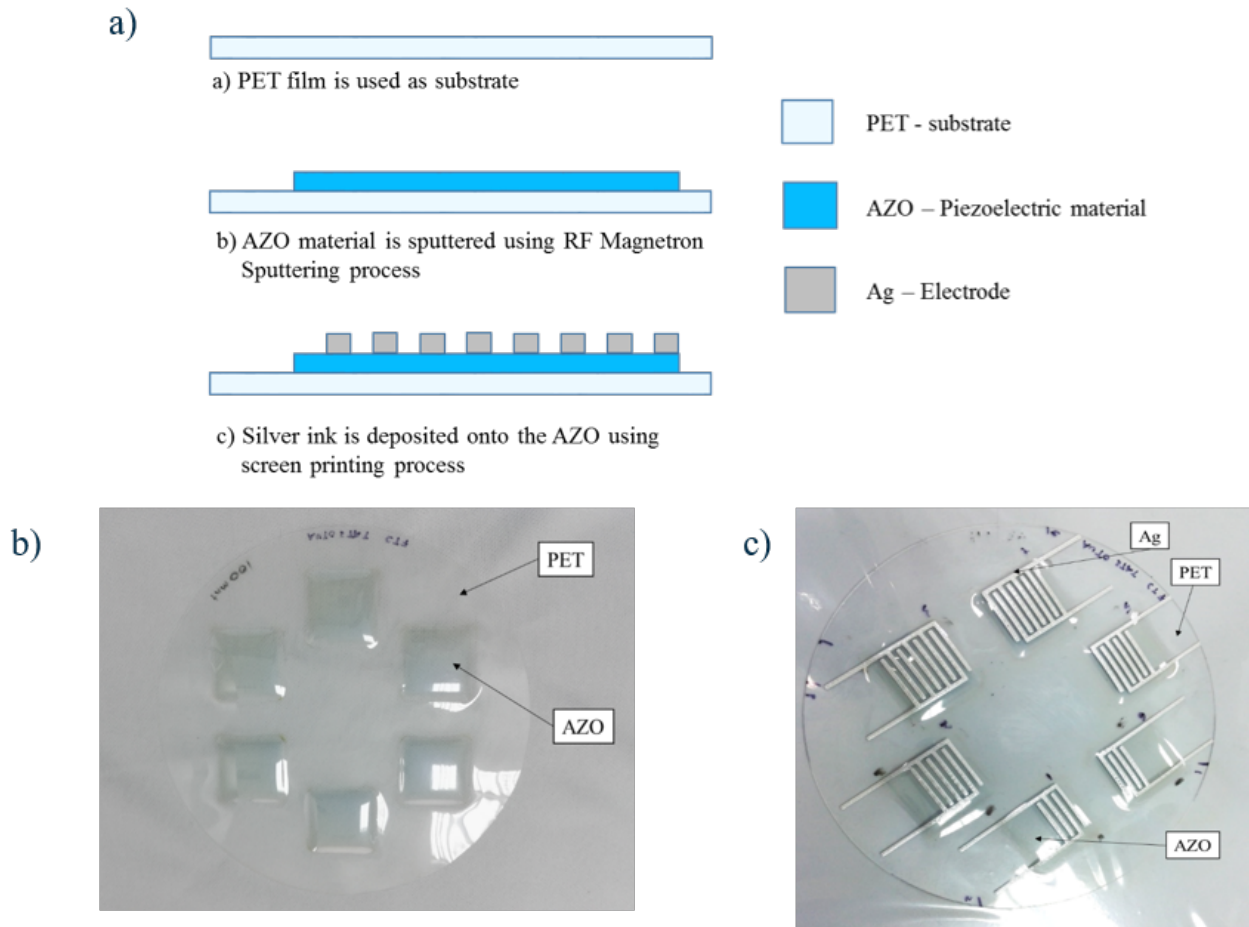 a)
a) PET film is used as substrate
PET - substrate
AZO – Piezoelectric material
b) AZO material is sputtered using RF Magnetron
Sputtering process
Ag – Electrode
c) Silver ink is deposited onto the AZO using
screen printing process
b)
PET
AZO
c)
Ag
PET
AZO